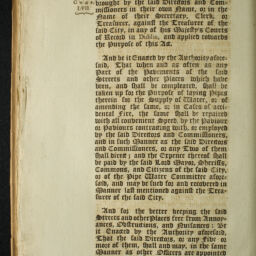 brought by the said Directors and Com-
missioners in their own Name, or in the
Name of their Secretary, Clerk, or
Treasurer, against the Treasurer of the
said City, in any of his Majesty's Courts
of Record in Dublin, and applied towards
the Purpose of this Act.
And be it Enacted by the Authority afore-
said, That when and as often as any
Part of the Pavements of the said
Streets and other Places which have
been, and shall be compleated, shall be
taken up for the Purpose of laying Pipes
therein for the Supply of Water, or of
amending the same, or in Cases of acci-
dental Fire, the same shall be repaired
with all convenient Speed, by the Paviour
or Paviours contracting with, or employed
by the said Directors and Commissioners,
and in such Manner as the said Directors
and Commissioners, or any Two of them
shall direct; and the Expence thereof shall
be paid by the said Lord Mayor, Sheriffs,
Commons, and Citizens of the said City,
or of the Pipe Water Committee afore-
said, and may be sued for and recovered in
Manner last mentioned against the Trea-
surer of the said City.
And for the better keeping the said
Streets and other Places free from Annoy-
ances, Obstructions, and Nuisances: Be
it Enacted by the Authority aforesaid,
That the said Directors, or any Five or
more of them, shall and may, in the same
Manner as other Officers are appointed